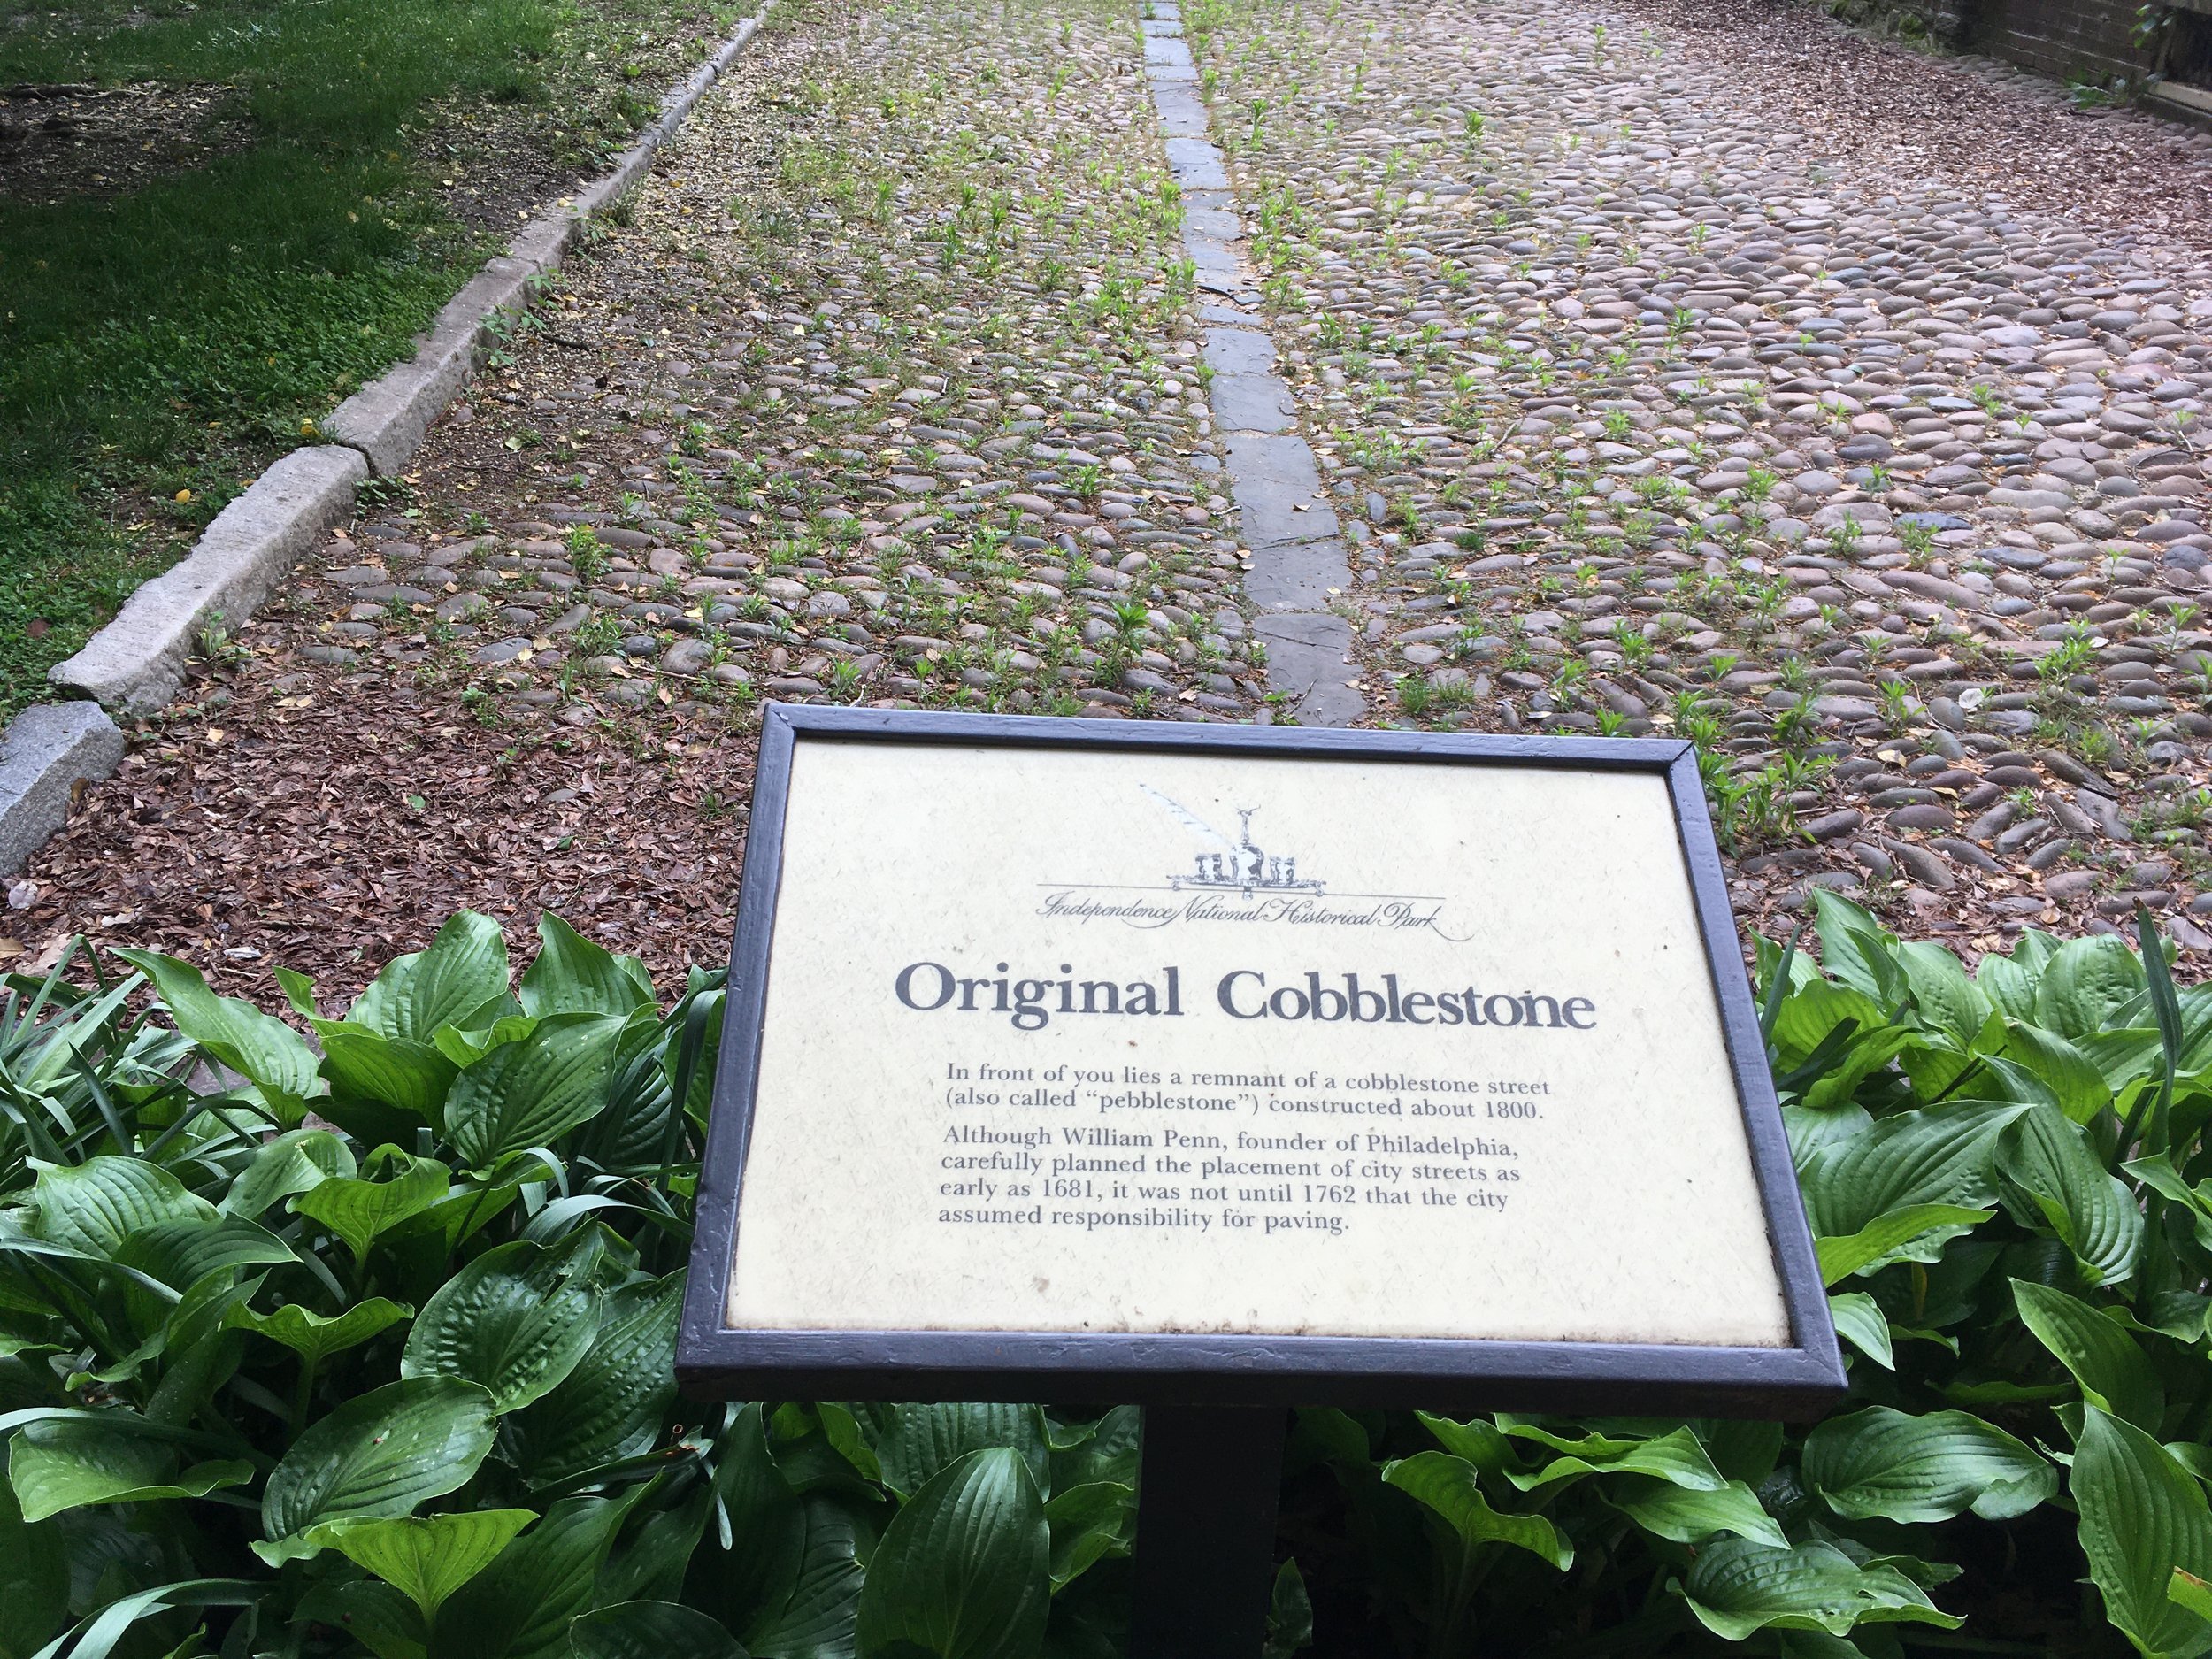 Independence National Historical Park
Original Cobblestone
In front of you lies a remnant of a cobblestone street
(also called “pebblestone”) constructed about 1800.
Although William Penn, founder of Philadelphia,
carefully planned the placement of city streets as
early as 1681, it was not until 1762 that the city
assumed responsibility for paving.